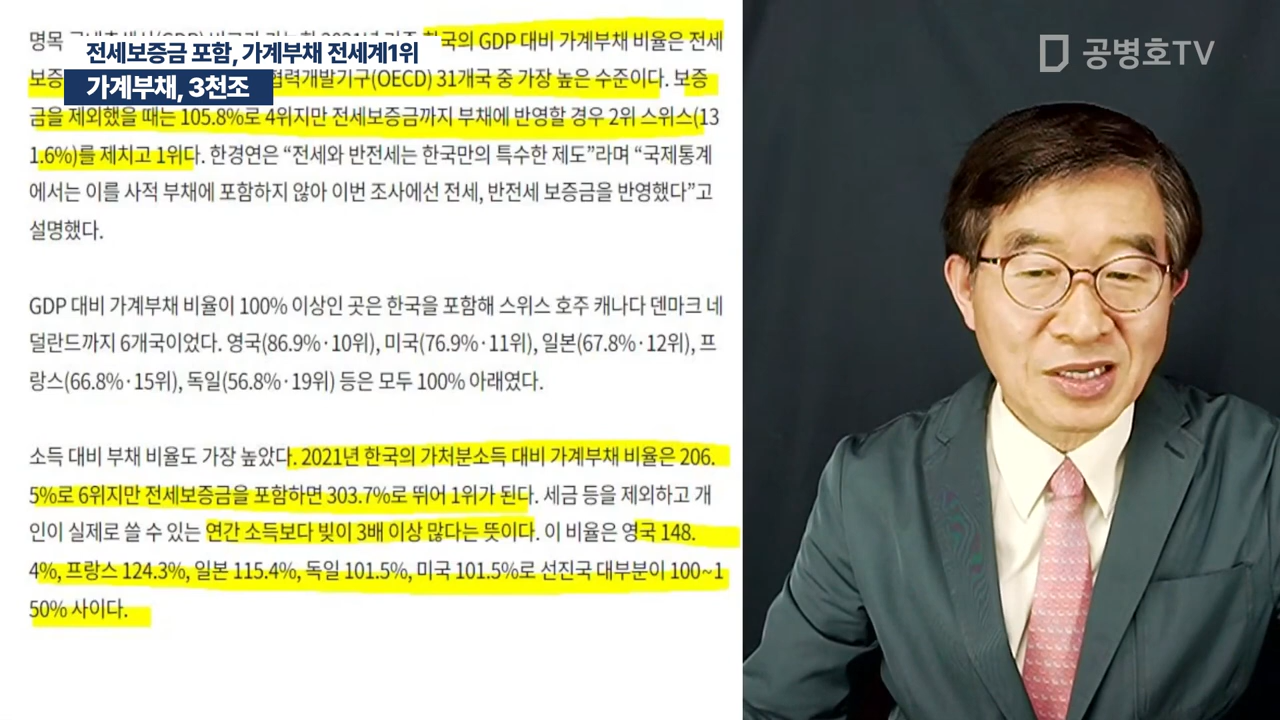 전세보증금 포함, 가계부채 전세계1위
가계부채, 3천조
공병호TV
명목
국의 GDP 대비 가계부채 비율은 전세
보증 협력개발기구(OECD) 31개국 중 가장 높은 수준이다. 보증
금을 제외했을 때는 105.8%로 4위지만 전세보증금까지 부채에 반영할 경우 2위 스위스(13
1.6%)를 제치고 1위다. 한경연은 “전세와 반전세는 한국만의 특수한 제도”라며 “국제통계
에서는 이를 사적 부채에 포함하지 않아 이번 조사에선 전세, 반전세 보증금을 반영했다”고
설명했다.
GDP 대비 가계부채 비율이 100% 이상인 곳은 한국을 포함해 스위스 호주 캐나다 덴마크 네
덜란드까지 6개국이었다. 영국(86.9%·10위), 미국(76.9%·11위), 일본(67.8%·12위), 프
랑스(66.8%·15위), 독일(56.8%·19위) 등은 모두 100% 아래였다.
소득 대비 부채 비율도 가장 높았다. 2021년 한국의 가처분소득 대비 가계부채 비율은 206.
5%로 6위지만 전세보증금을 포함하면 303.7%로 뛰어 1위가 된다. 세금 등을 제외하고 개
인이 실제로 쓸 수 있는 연간 소득보다 빚이 3배 이상 많다는 뜻이다. 이 비율은 영국 148.
4%, 프랑스 124.3%, 일본 115.4%, 독일 101.5%, 미국 101.5%로 선진국 대부분이 100~1
50% 사이다.